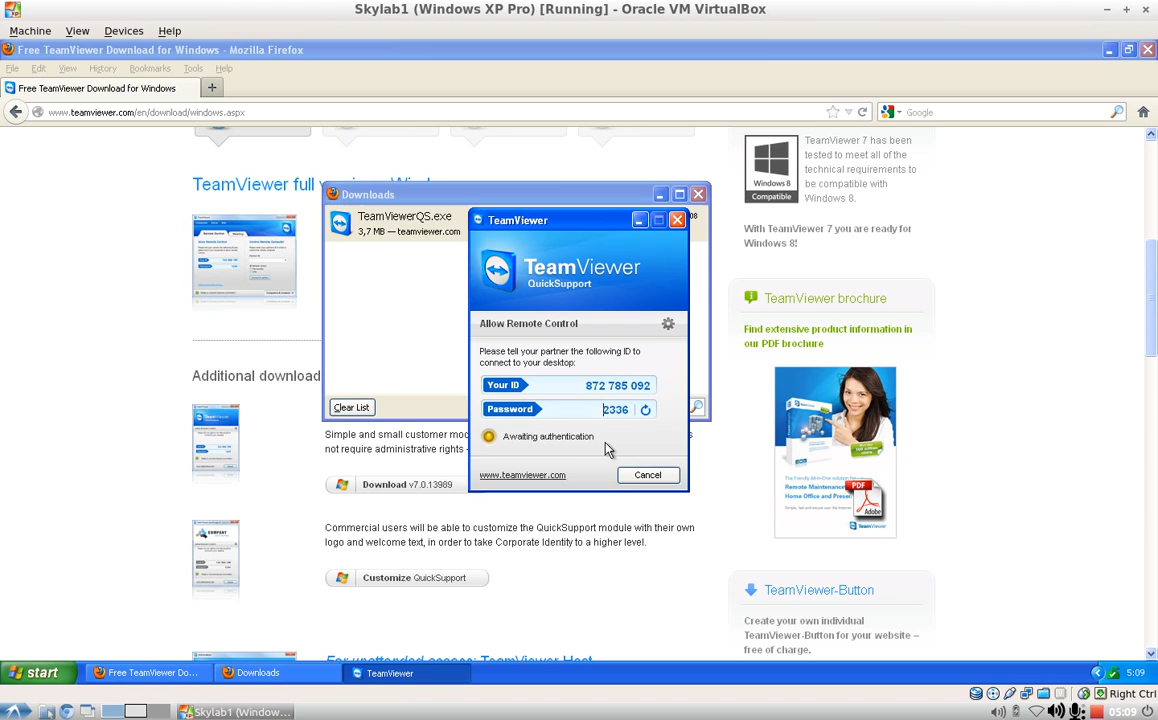 Skylab1 (Windows XP Pro) [Running] - Oracle VM VirtualBox
Machine View Devices Help
Free TeamViewer Download for Windows - Mozilla Firefox
File Edit View History Bookmarks Tools Help
Free TeamViewer Download for Windows
www.teamviewer.com/en/download/windows.aspx
Google
TeamViewer full
Windows 8
Compatible
TeamViewer 7 has been
tested to meet all of the
technical requirements to
be compatible with
Windows 8.
With TeamViewer 7 you are ready for
Windows 8!
Downloads
TeamViewerQS.exe
3,7 MB — teamviewer.com
08
Clear List
TeamViewer
TeamViewer
QuickSupport
Allow Remote Control
Please tell your partner the following ID to
connect to your desktop:
Your ID 872 785 092
Password 2336
Awaiting authentication
www.teamviewer.com
Cancel
TeamViewer brochure
Find extensive product information in
our PDF brochure
PDF
Adobe
TeamViewer
Additional download
Simple and small customer mod
not require administrative rights -
Download v7.0.13989
Commercial users will be able to customize the QuickSupport module with their own
logo and welcome text, in order to take Corporate Identity to a higher level.
Customize QuickSupport
TeamViewer-Button
Create your own individual
TeamViewer-Button for your website –
free of charge.
For unattended access: TeamViewer Host
start
Free TeamViewer Do...
Downloads
TeamViewer
5:09
Right Ctrl
Skylab1 (Window...
05:09